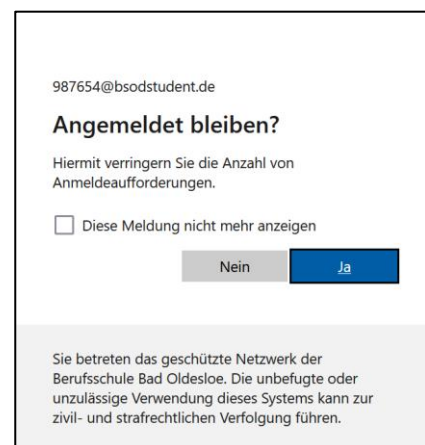 987654@bsodstudent.de
Angemeldet bleiben?
Hiermit verringern Sie die Anzahl von
Anmeldeaufforderungen.
Diese Meldung nicht mehr anzeigen
Nein Ja
Sie betreten das geschützte Netzwerk der
Berufsschule Bad Oldesloe. Die unbefugte oder
unzulässige Verwendung dieses Systems kann zur
zivil- und strafrechtlichen Verfolgung führen.